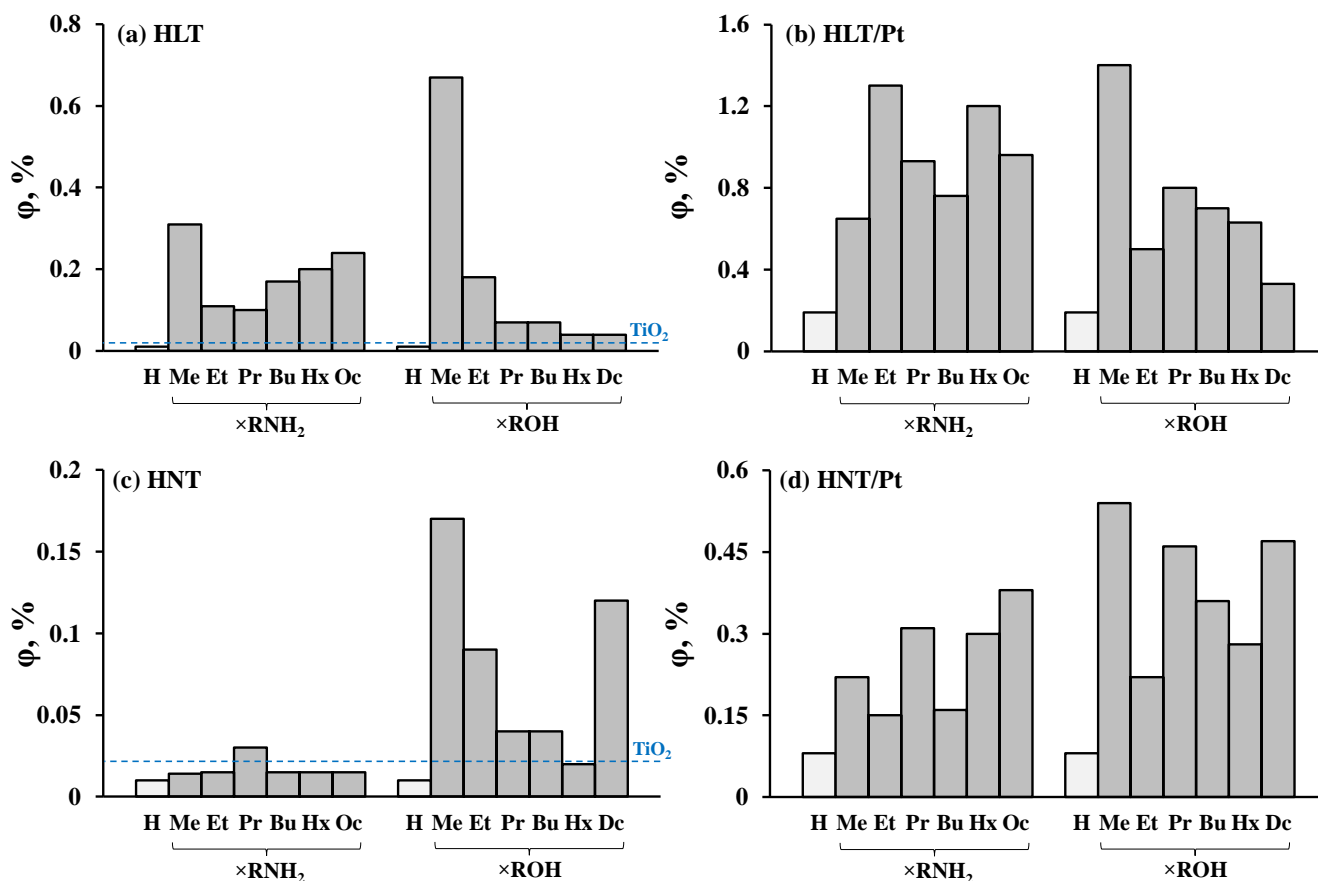 (a) HLT
φ, %
0.8
0.6
0.4
0.2
0
TiO₂
H Me Et Pr Bu Hx Oc
H Me Et Pr Bu Hx Dc
×RNH₂
×ROH
(b) HLT/Pt
φ, %
1.6
1.2
0.8
0.4
0
H Me Et Pr Bu Hx Oc
H Me Et Pr Bu Hx Dc
×RNH₂
×ROH
(c) HNT
φ, %
0.2
0.15
0.1
0.05
0
TiO₂
H Me Et Pr Bu Hx Oc
H Me Et Pr Bu Hx Dc
×RNH₂
×ROH
(d) HNT/Pt
φ, %
0.6
0.45
0.3
0.15
0
H Me Et Pr Bu Hx Oc
H Me Et Pr Bu Hx Dc
×RNH₂
×ROH